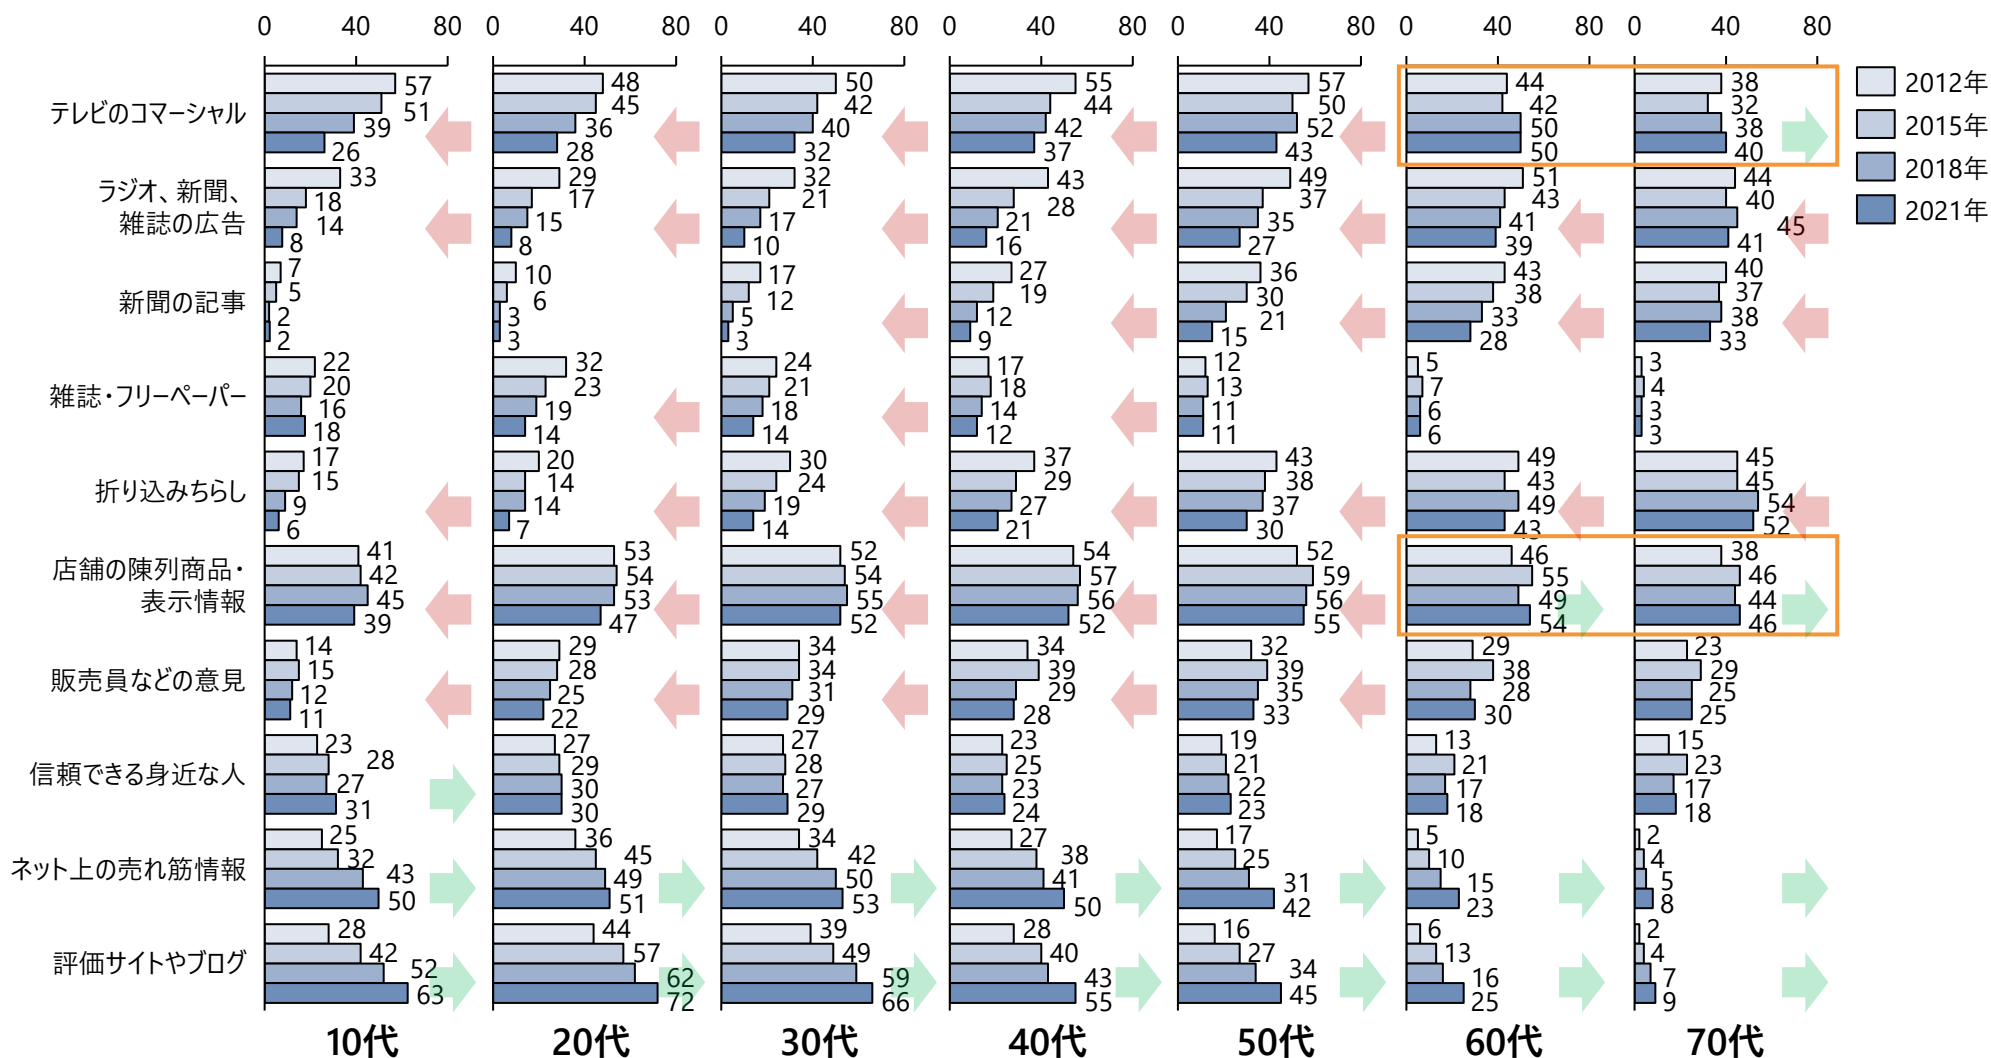 0 40 80 0 40 80 0 40 80 0 40 80 0 40 80 0 40 80 0 40 80
テレビのコマーシャル
57 48 50 55 57 44 38
51 45 42 44 50 42 32
39 36 40 42 52 50 38
26 28 32 37 43 50 40
ラジオ、新聞、
雑誌の広告
33 29 32 43 49 51 44
18 17 21 28 37 43 40
14 15 17 21 35 41 45
8 8 10 16 27 39 41
新聞の記事
7 10 17 27 36 43 40
5 6 12 19 30 38 37
2 3 5 12 21 33 38
2 3 3 9 15 28 33
雑誌・フリーペーパー
22 32 24 17 12 5 3
20 23 21 18 13 7 4
16 19 18 14 11 6 3
18 14 14 12 11 6 3
折り込みちらし
17 20 30 37 43 49 45
15 14 24 29 38 43 45
9 14 19 27 37 49 54
6 7 14 21 30 43 52
店舗の陳列商品・
表示情報
41 53 52 54 52 46 38
42 54 54 57 59 55 46
45 53 55 56 56 49 44
39 47 52 52 55 54 46
販売員などの意見
14 29 34 34 32 29 23
15 28 34 39 39 38 29
12 25 31 29 35 28 25
11 22 29 28 33 30 25
信頼できる身近な人
23 27 27 23 19 13 15
28 29 28 25 21 21 23
27 30 27 23 22 17 17
31 30 29 24 23 18 18
ネット上の売れ筋情報
25 36 34 27 17 5 2
32 45 42 38 25 10 4
43 49 50 41 31 15 5
50 51 53 50 42 23 8
評価サイトやブログ
28 44 39 28 16 6 2
42 57 49 40 27 13 4
52 62 59 43 34 16 7
63 72 66 55 45 25 9
10代 20代 30代 40代 50代 60代 70代
2012年
2015年
2018年
2021年